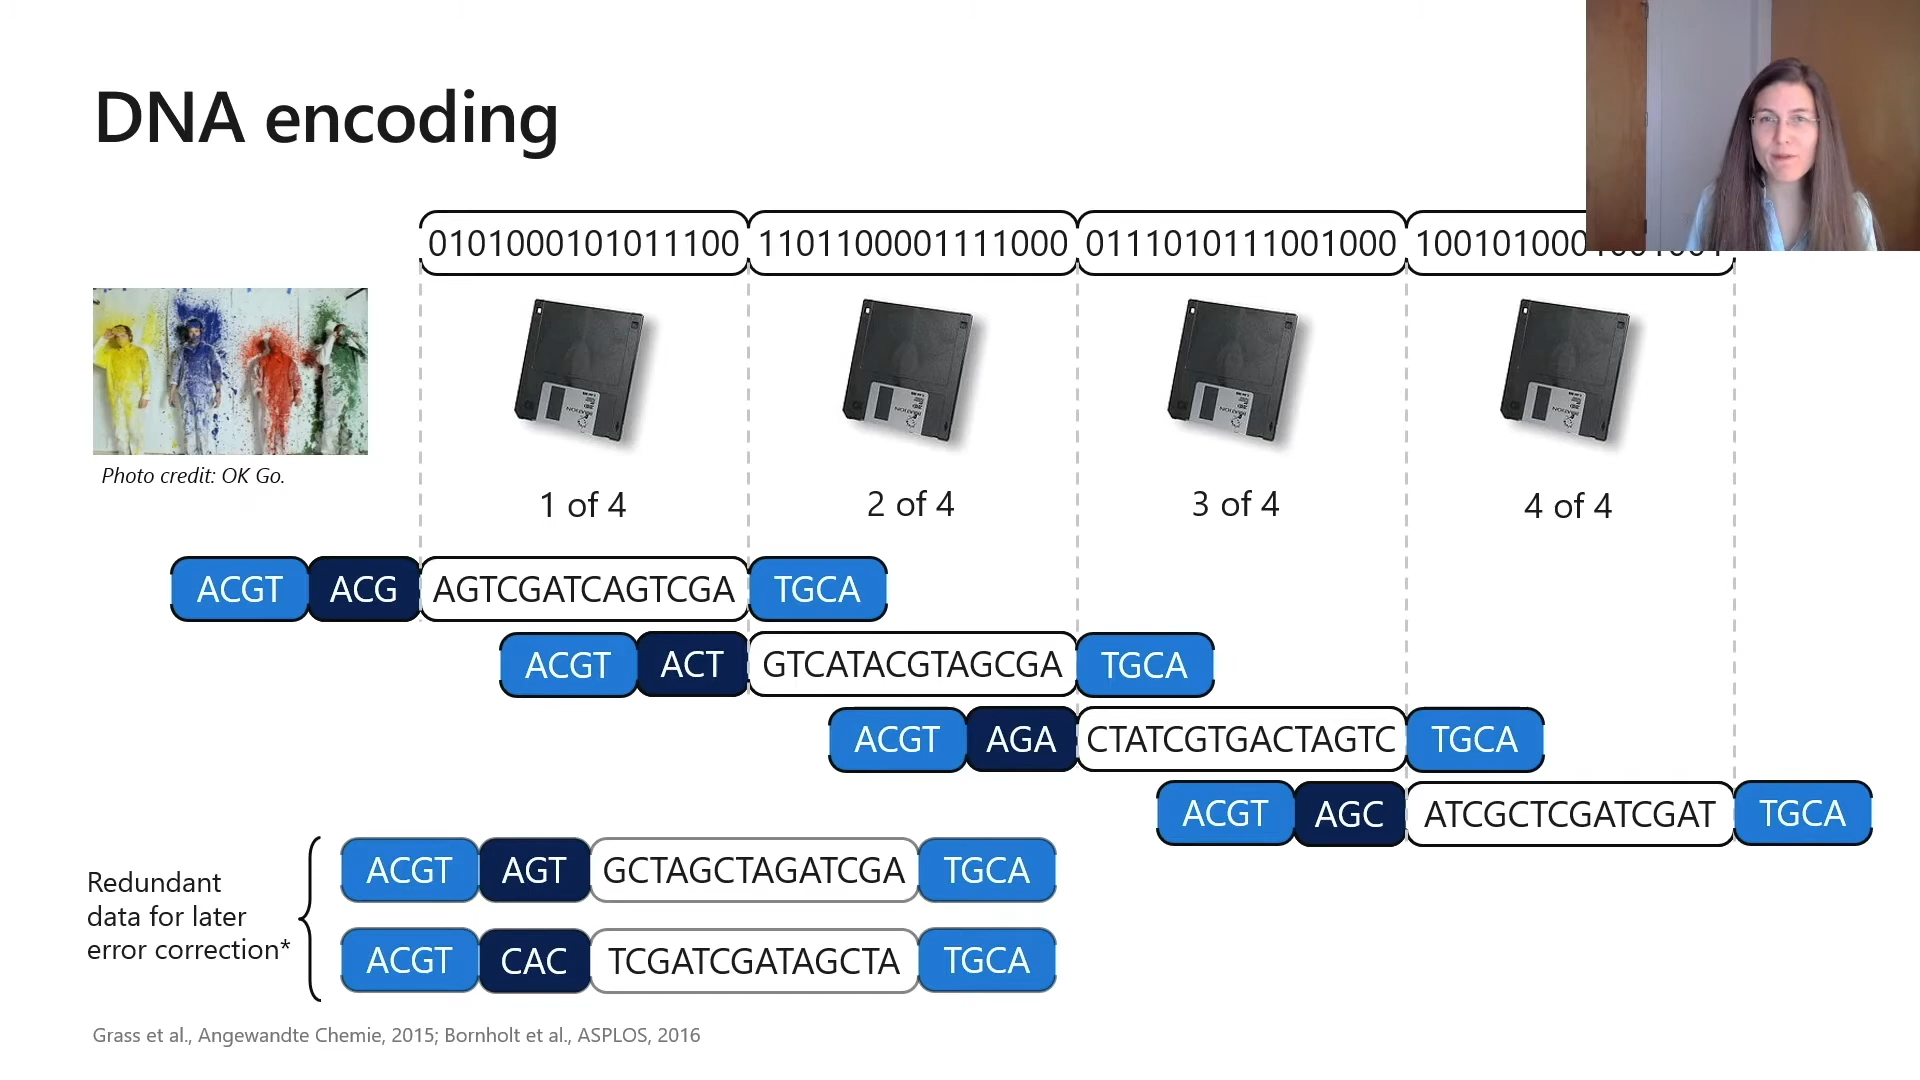 DNA encoding
010100010101110​0 1101100001111000 0111010111001000 100101000
Photo credit: OK Go.
1 of 4 2 of 4 3 of 4 4 of 4
ACGT ACG AGTCGATCAGTCGA TGCA
ACGT ACT GTCATACGTAGCGA TGCA
ACGT AGA CTATCGTGACTAGTC TGCA
ACGT AGC ATCGCTCGATCGAT TGCA
Redundant
data for later
error correction*
ACGT AGT GCTAGCTAGATCGA TGCA
ACGT CAC TCGATCGATAGCTA TGCA
Grass et al., Angewandte Chemie, 2015; Bornholt et al., ASPLOS, 2016